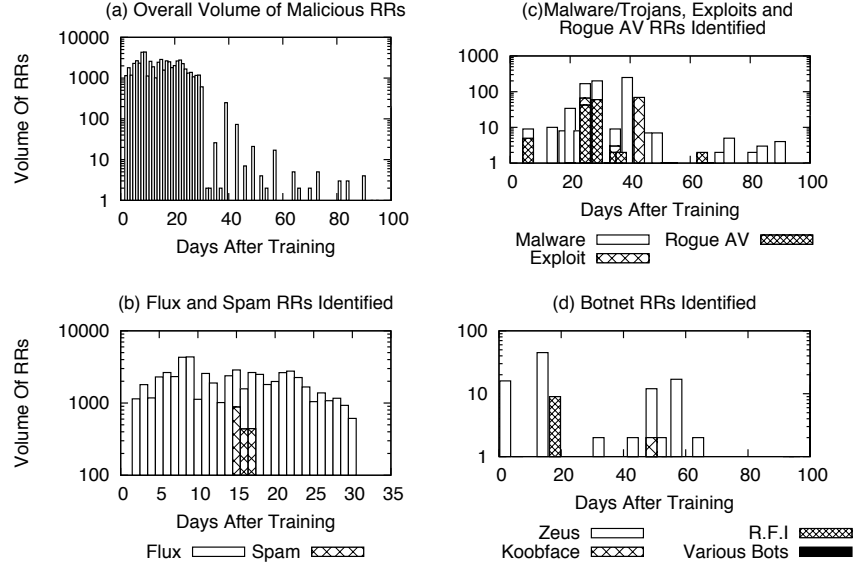 (a) Overall Volume of Malicious RRs
Volume Of RRs
10000
1000
100
10
1
0 20 40 60 80 100
Days After Training
(c)Malware/Trojans, Exploits and
Rogue AV RRs Identified
1000
100
10
1
0 20 40 60 80 100
Days After Training
Malware
Rogue AV
Exploit
(b) Flux and Spam RRs Identified
Volume Of RRs
10000
1000
100
0 5 10 15 20 25 30 35
Days After Training
Flux
Spam
(d) Botnet RRs Identified
100
10
1
0 20 40 60 80 100
Days After Training
Zeus
R.F.I
Koobface
Various Bots